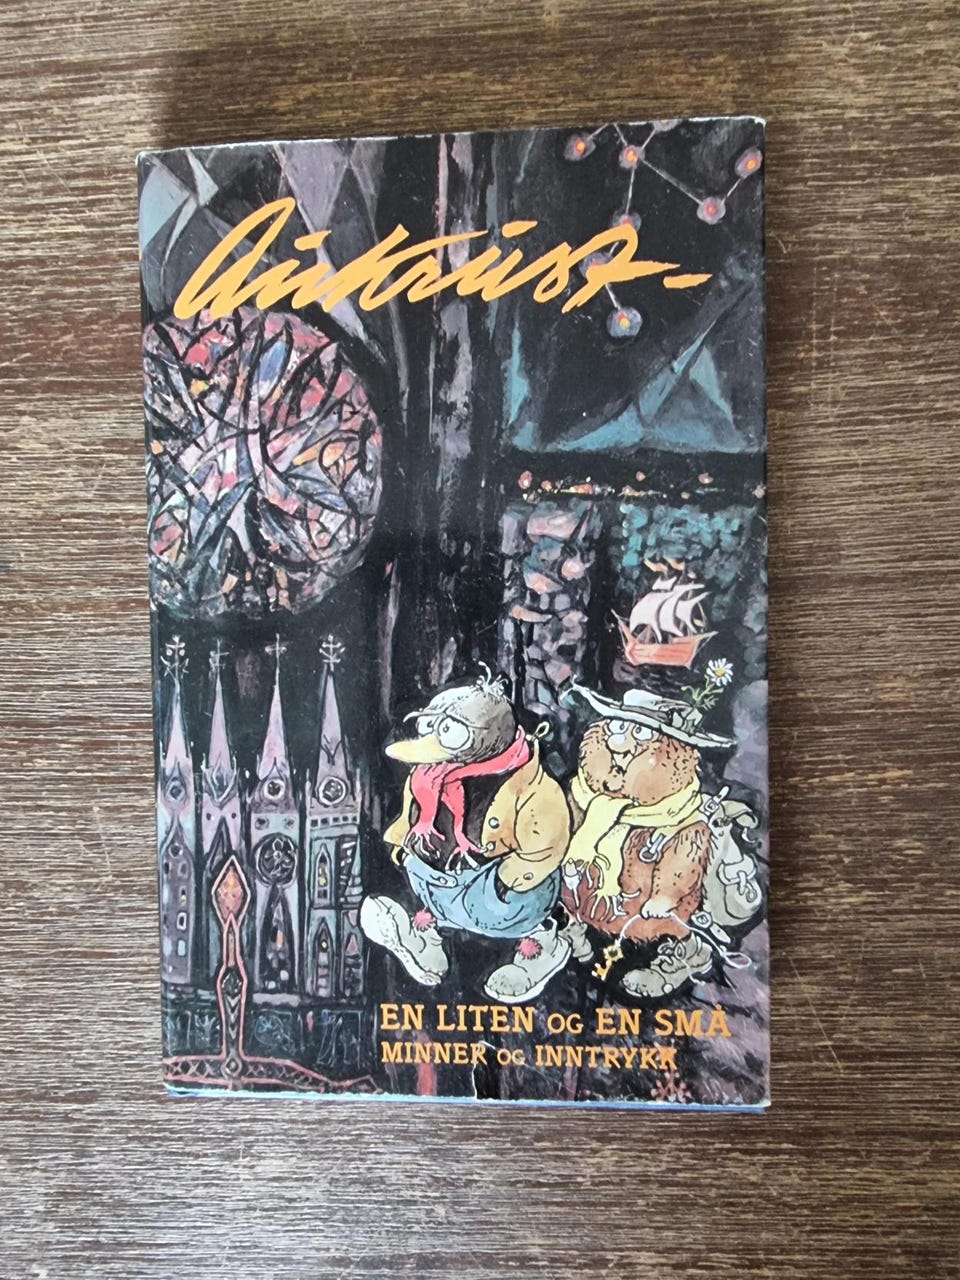 Aukrust-
EN LITEN OG EN SMÅ
MINNER OG INNTRYKK